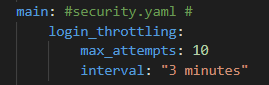 main: #security.yaml #
login_throttling:
max_attempts: 10
interval: "3 minutes"